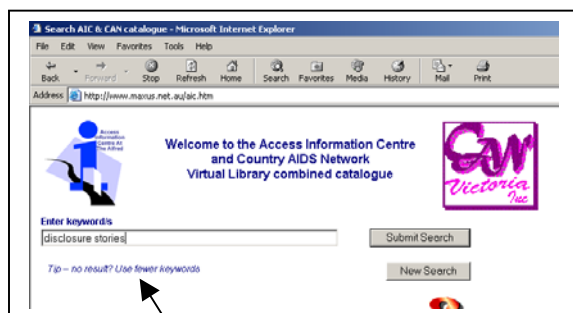 Search AIC & CAN catalogue - Microsoft Internet Explorer
File Edit View Favorites Tools Help
Back Forward Stop Refresh Home Search Favorites Media History Mail Print
Address http://www.maxus.net.au/aic.htm
Access
Information
Centre At
The Alfred
Welcome to the Access Information Centre
and Country AIDS Network
Virtual Library combined catalogue
CAN
Victoria
Inc
Enter keyword/s
disclosure stories
Submit Search
Tip – no result? Use fewer keywords
New Search